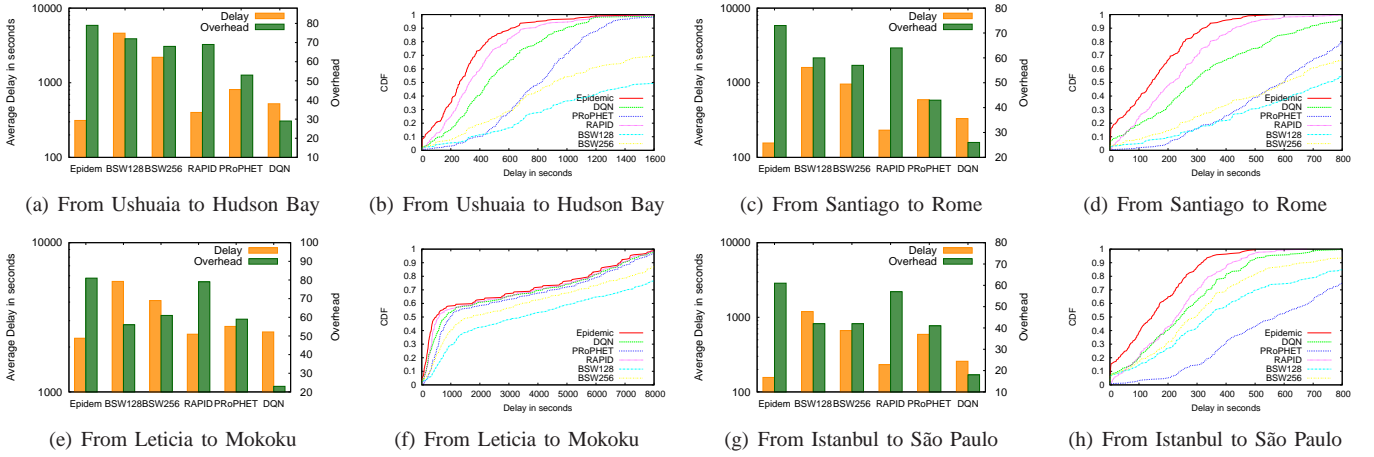 Average Delay in seconds
10000
1000
100
Delay
Overhead
80
70
60
50
40
30
20
10
Overhead
Epidem BSW128 BSW256 RAPID PRoPHET DQN
(a) From Ushuaia to Hudson Bay
CDF
1
0.9
0.8
0.7
0.6
0.5
0.4
0.3
0.2
0.1
0
Epidemic
DQN
PRoPHET
RAPID
BSW128
BSW256
0 200 400 600 800 1000 1200 1400 1600
Delay in seconds
(b) From Ushuaia to Hudson Bay
Average Delay in seconds
10000
1000
100
Delay
Overhead
80
70
60
50
40
30
20
Overhead
Epidem BSW128 BSW256 RAPID PRoPHET DQN
(c) From Santiago to Rome
CDF
1
0.9
0.8
0.7
0.6
0.5
0.4
0.3
0.2
0.1
0
Epidemic
DQN
PRoPHET
RAPID
BSW128
BSW256
0 100 200 300 400 500 600 700 800
Delay in seconds
(d) From Santiago to Rome
Average Delay in seconds
10000
1000
Delay
Overhead
100
90
80
70
60
50
40
30
20
Overhead
Epidem BSW128 BSW256 RAPID PRoPHET DQN
(e) From Leticia to Mokoku
CDF
1
0.9
0.8
0.7
0.6
0.5
0.4
0.3
0.2
0.1
0
Epidemic
DQN
PRoPHET
RAPID
BSW128
BSW256
0 1000 2000 3000 4000 5000 6000 7000 8000
Delay in seconds
(f) From Leticia to Mokoku
Average Delay in seconds
10000
1000
100
Delay
Overhead
80
70
60
50
40
30
20
10
Overhead
Epidem BSW128 BSW256 RAPID PRoPHET DQN
(g) From Istanbul to São Paulo
CDF
1
0.9
0.8
0.7
0.6
0.5
0.4
0.3
0.2
0.1
0
Epidemic
DQN
PRoPHET
RAPID
BSW128
BSW256
0 100 200 300 400 500 600 700 800
Delay in seconds
(h) From Istanbul to São Paulo